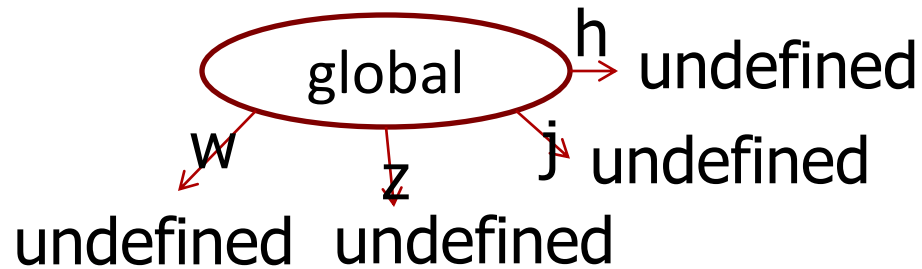 h
global
undefined
w
z
j
undefined
undefined
undefined